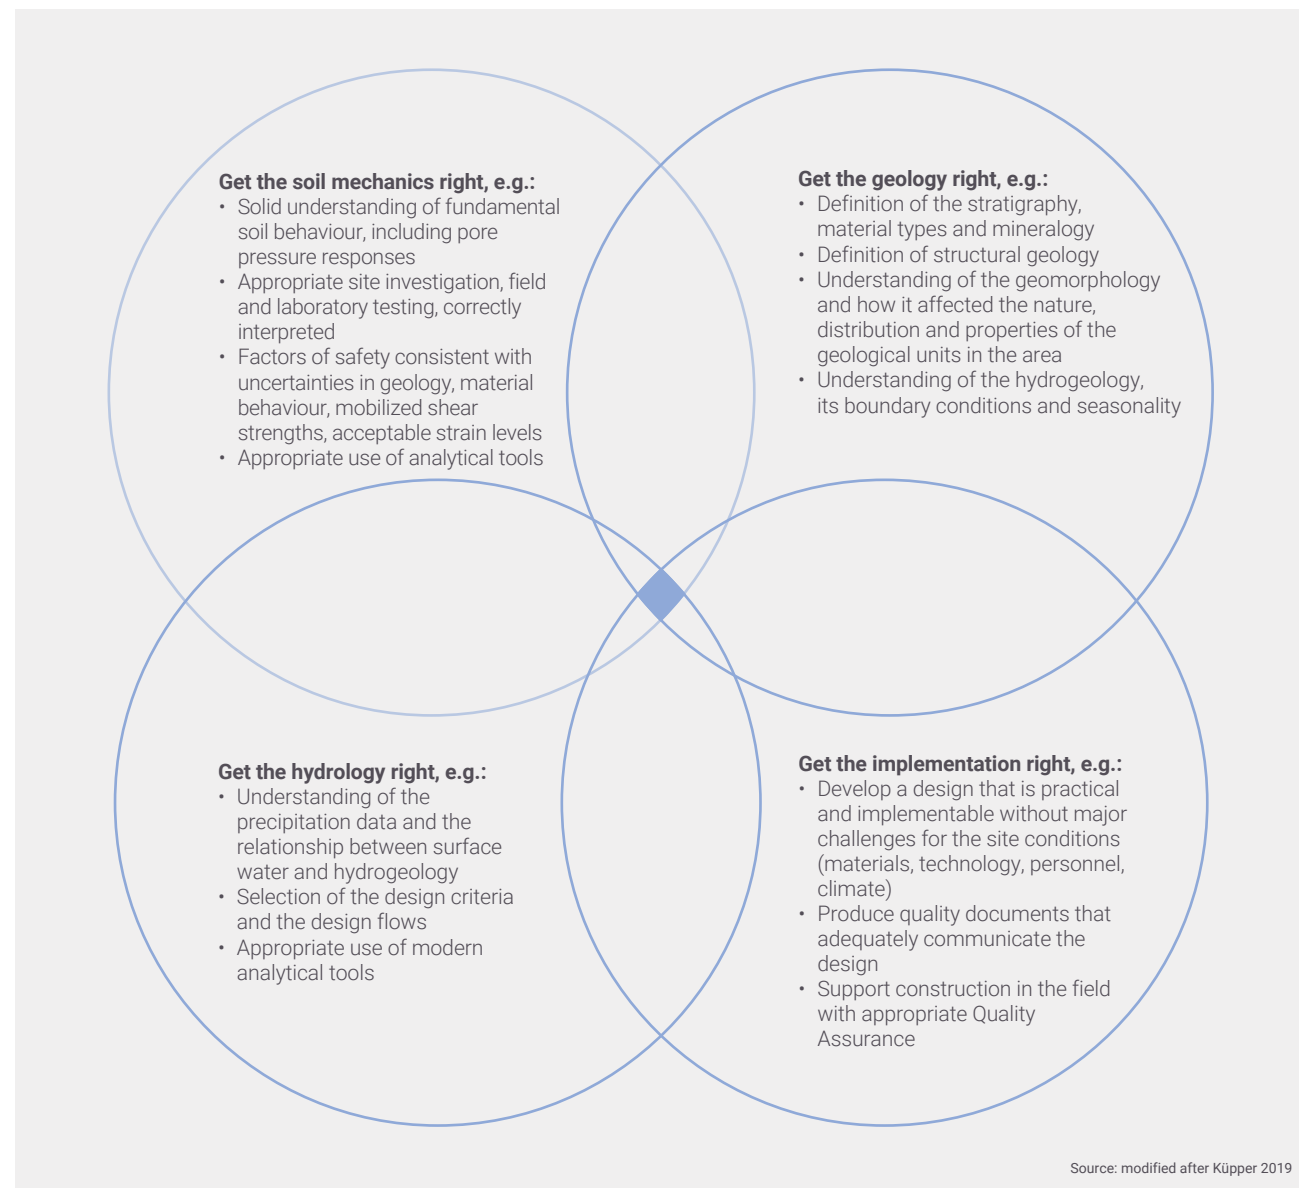 Get the soil mechanics right, e.g.:
• Solid understanding of fundamental
soil behaviour, including pore
pressure responses
• Appropriate site investigation, field
and laboratory testing, correctly
interpreted
• Factors of safety consistent with
uncertainties in geology, material
behaviour, mobilized shear
strengths, acceptable strain levels
• Appropriate use of analytical tools
Get the geology right, e.g.:
• Definition of the stratigraphy,
material types and mineralogy
• Definition of structural geology
• Understanding of the geomorphology
and how it affected the nature,
distribution and properties of the
geological units in the area
• Understanding of the hydrogeology,
its boundary conditions and seasonality
Get the hydrology right, e.g.:
• Understanding of the
precipitation data and the
relationship between surface
water and hydrogeology
• Selection of the design criteria
and the design flows
• Appropriate use of modern
analytical tools
Get the implementation right, e.g.:
• Develop a design that is practical
and implementable without major
challenges for the site conditions
(materials, technology, personnel,
climate)
• Produce quality documents that
adequately communicate the
design
• Support construction in the field
with appropriate Quality
Assurance
Source: modified after Küpper 2019